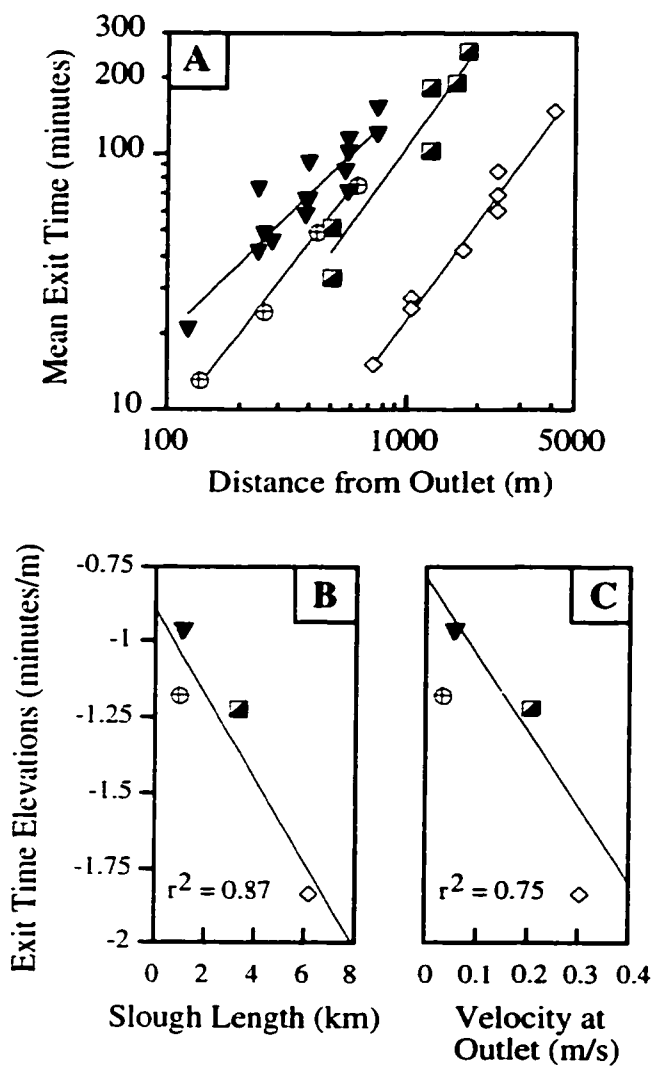 A
300
200
100
10
Mean Exit Time (minutes)
100 1000 5000
Distance from Outlet (m)
Exit Time Elevations (minutes/m)
-0.75
-1
-1.25
-1.5
-1.75
-2
B
r² = 0.87
0 2 4 6 8
Slough Length (km)
C
r² = 0.75
0 0.1 0.2 0.3 0.4
Velocity at
Outlet (m/s)